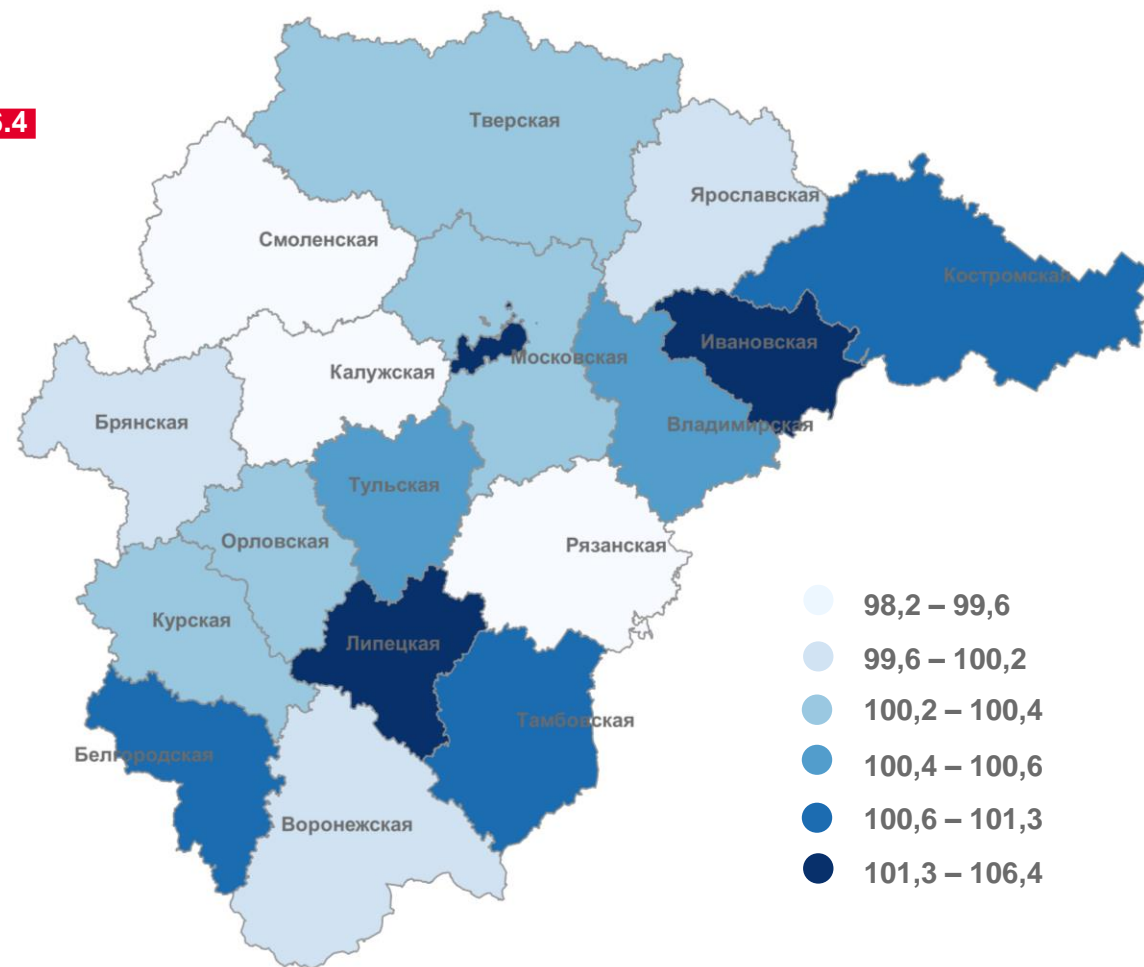 6.4
Тверская
Ярославская
Смоленская
Костромская
Ивановская
Московская
Калужская
Брянская
Владимирская
Тульская
Орловская
Рязанская
Курская
Липецкая
Тамбовская
Белгородская
Воронежская
98,2 – 99,6
99,6 – 100,2
100,2 – 100,4
100,4 – 100,6
100,6 – 101,3
101,3 – 106,4